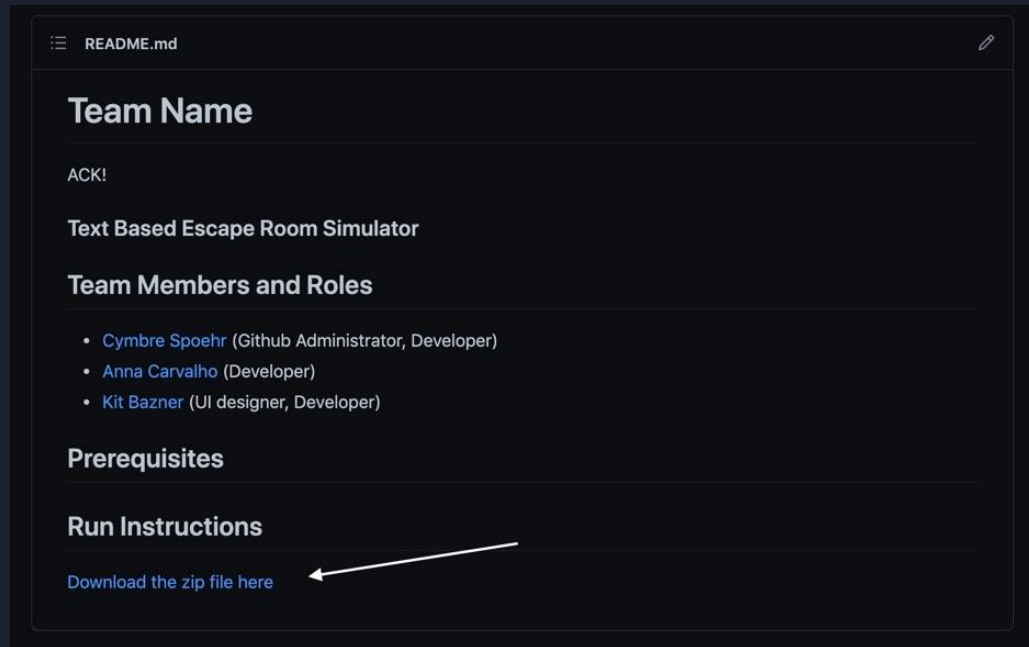 README.md
Team Name
ACK!
Text Based Escape Room Simulator
Team Members and Roles
• Cymbre Spoehr (Github Administrator, Developer)
• Anna Carvalho (Developer)
• Kit Bazner (UI designer, Developer)
Prerequisites
Run Instructions
Download the zip file here